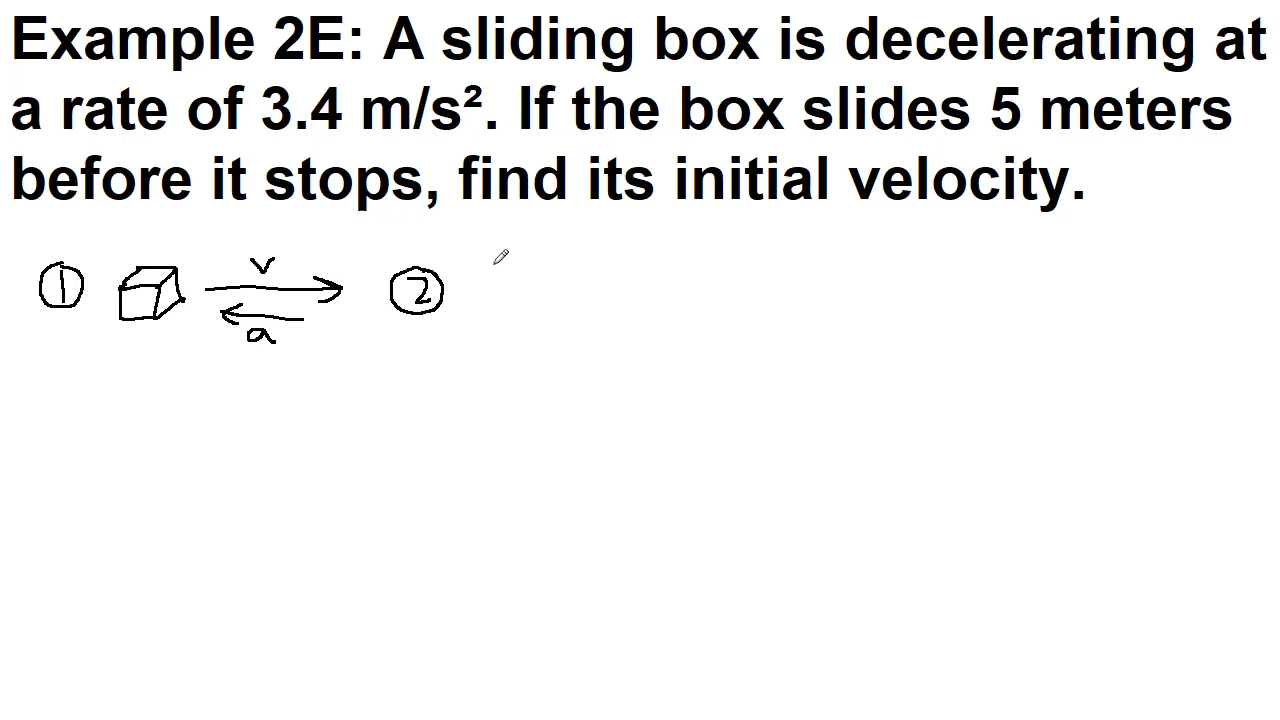 Example 2E: A sliding box is decelerating at
a rate of 3.4 m/s². If the box slides 5 meters
before it stops, find its initial velocity.
1 v 2
a